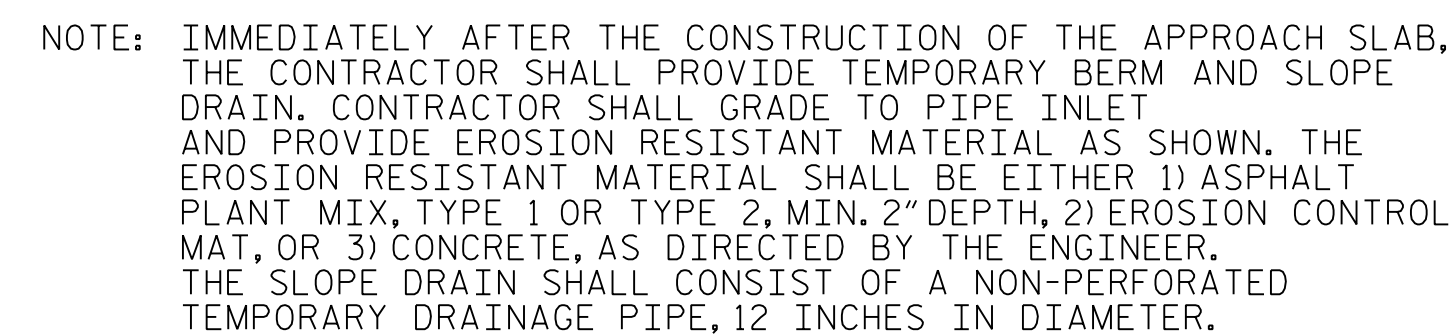 NOTE: IMMEDIATELY AFTER THE CONSTRUCTION OF THE APPROACH SLAB,
THE CONTRACTOR SHALL PROVIDE TEMPORARY BERM AND SLOPE
DRAIN. CONTRACTOR SHALL GRADE TO PIPE INLET
AND PROVIDE EROSION RESISTANT MATERIAL AS SHOWN. THE
EROSION RESISTANT MATERIAL SHALL BE EITHER 1) ASPHALT
PLANT MIX, TYPE 1 OR TYPE 2, MIN. 2" DEPTH, 2) EROSION CONTROL
MAT, OR 3) CONCRETE, AS DIRECTED BY THE ENGINEER.
THE SLOPE DRAIN SHALL CONSIST OF A NON-PERFORATED
TEMPORARY DRAINAGE PIPE, 12 INCHES IN DIAMETER.